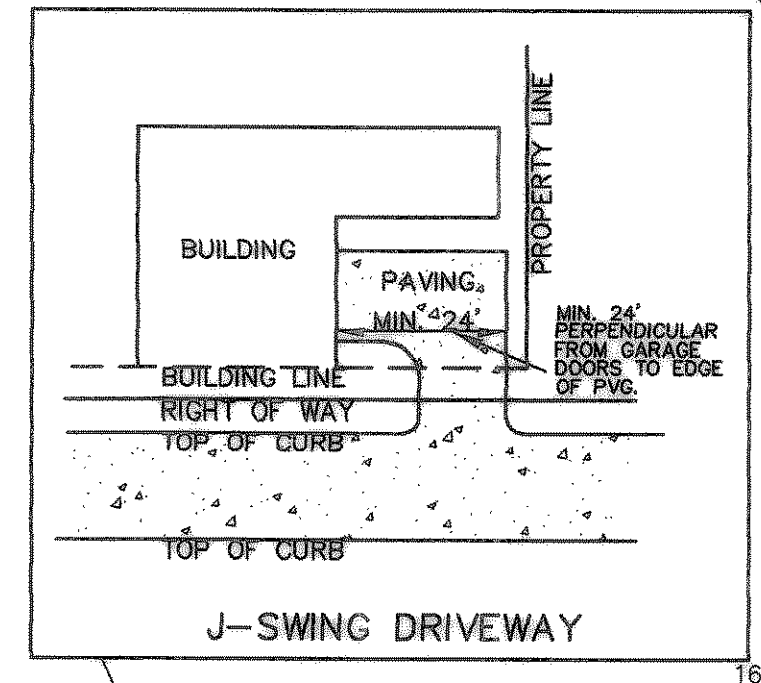 PROPERTY LINE
BUILDING
PAVING
MIN. 24'
MIN. 24'
PERPENDICULAR
FROM GARAGE
DOORS TO EDGE
OF PVG.
BUILDING LINE
RIGHT OF WAY
TOP OF CURB
TOP OF CURB
J-SWING DRIVEWAY
16